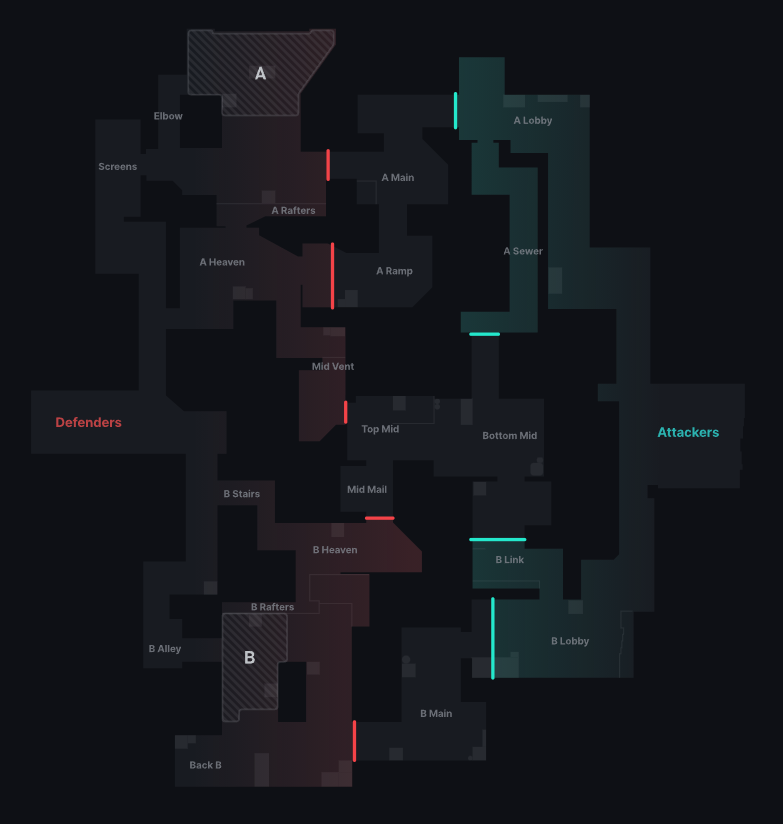 A
Elbow
A Lobby
Screens
A Main
A Rafters
A Sewer
A Heaven
A Ramp
Mid Vent
Defenders
Top Mid
Bottom Mid
Attackers
Mid Mail
B Stairs
B Heaven
B Link
B Rafters
B Lobby
B Alley
B
B Main
Back B